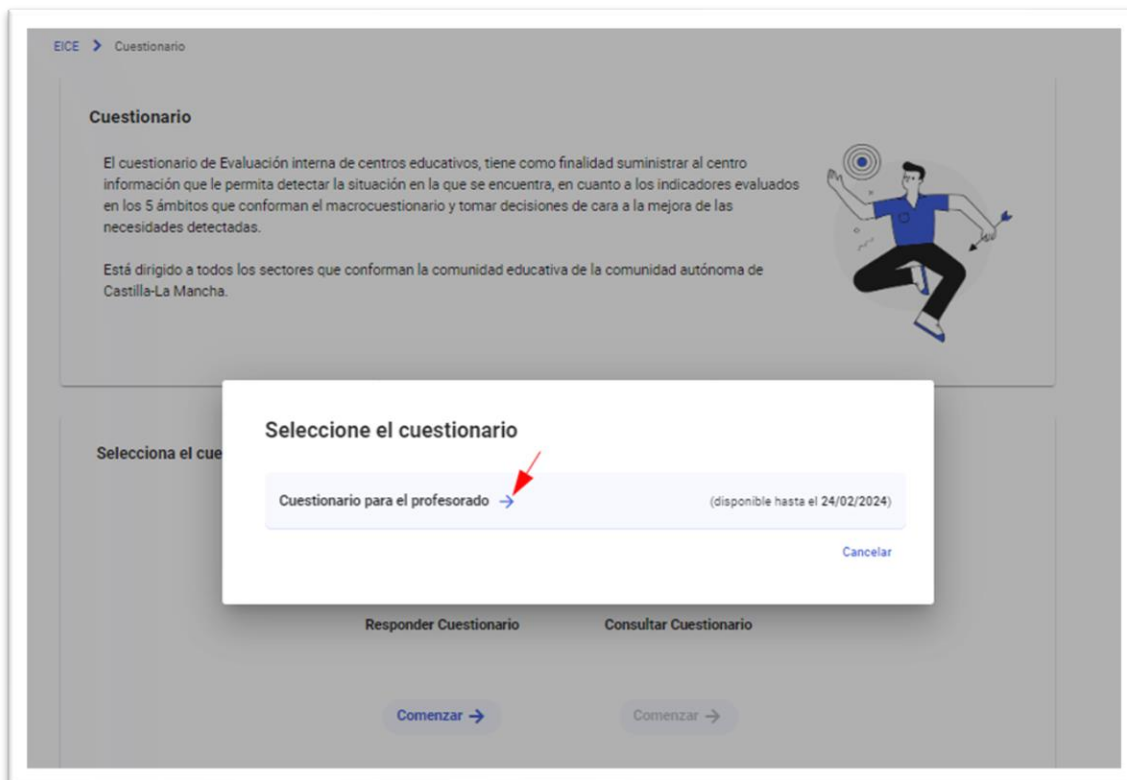 EICE > Cuestionario
Cuestionario
El cuestionario de Evaluación interna de centros educativos, tiene como finalidad suministrar al centro
información que le permita detectar la situación en la que se encuentra, en cuanto a los indicadores evaluados
en los 5 ámbitos que conforman el macrocuestionario y tomar decisiones de cara a la mejora de las
necesidades detectadas.
Está dirigido a todos los sectores que conforman la comunidad educativa de la comunidad autónoma de
Castilla-La Mancha.
Selecciona el cue
Seleccione el cuestionario
Cuestionario para el profesorado → (disponible hasta el 24/02/2024)
Cancelar
Responder Cuestionario Consultar Cuestionario
Comenzar → Comenzar →